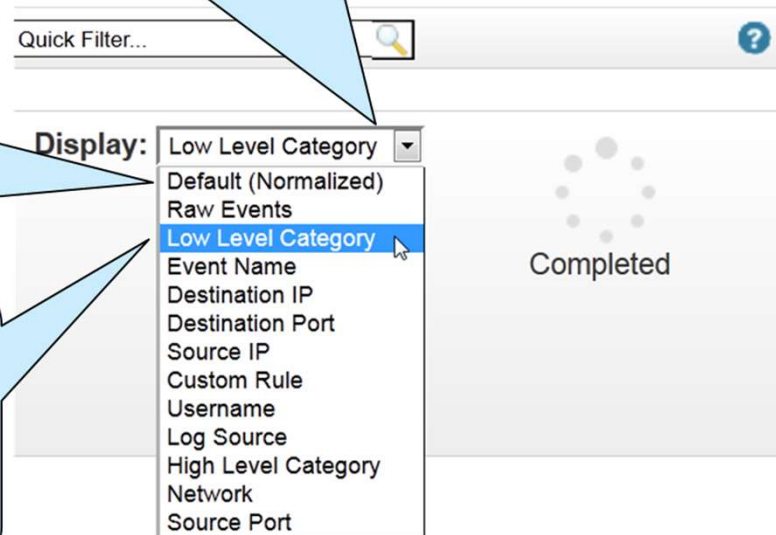 Quick Filter...
?
Display: Low Level Category
Default (Normalized)
Raw Events
Low Level Category
Event Name
Destination IP
Destination Port
Source IP
Custom Rule
Username
Log Source
High Level Category
Network
Source Port
Completed